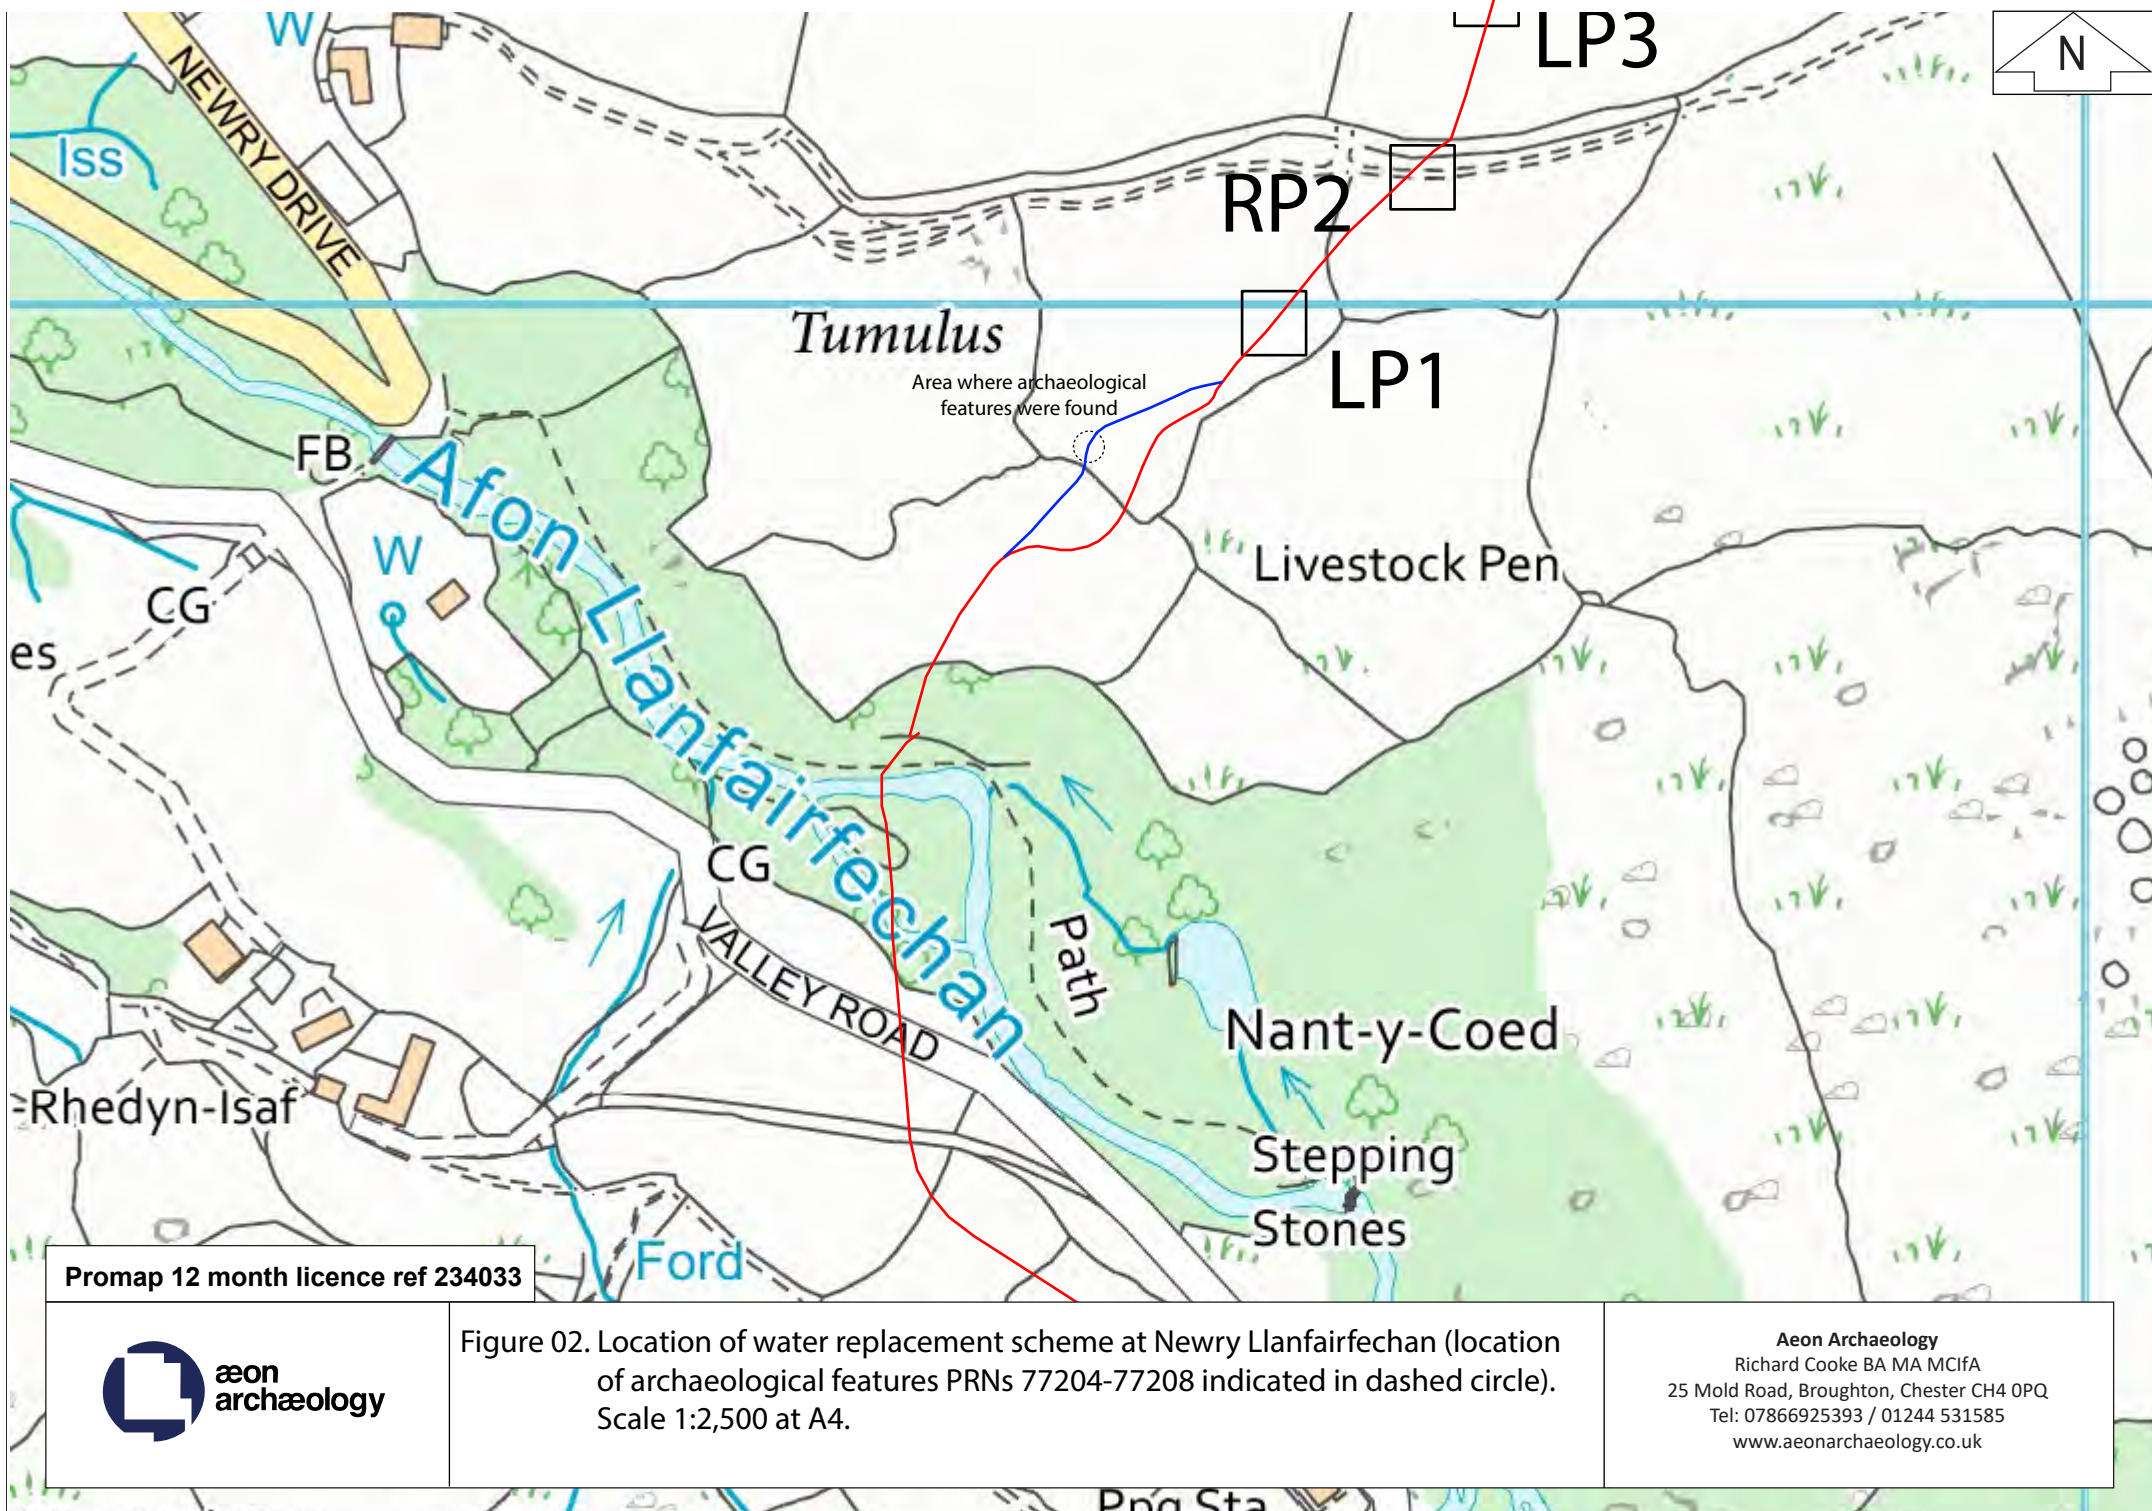 W
LP3
N
NEWRY DRIVE
Iss
RP2
Tumulus
LP1
Area where archaeological
features were found
FB
Afon Llanfairfechan
W
CG
Livestock Pen
es
CG
Path
VALLEY ROAD
Nant-y-Coed
-Rhedyn-Isaf
Stepping
Stones
Ford
Promap 12 month licence ref 234033
æon
archæology
Figure 02. Location of water replacement scheme at Newry Llanfairfechan (location
of archaeological features PRNs 77204-77208 indicated in dashed circle).
Scale 1:2,500 at A4.
Aeon Archaeology
Richard Cooke BA MA MCIfA
25 Mold Road, Broughton, Chester CH4 0PQ
Tel: 07866925393 / 01244 531585
www.aeonarchaeology.co.uk
Ppg Sta